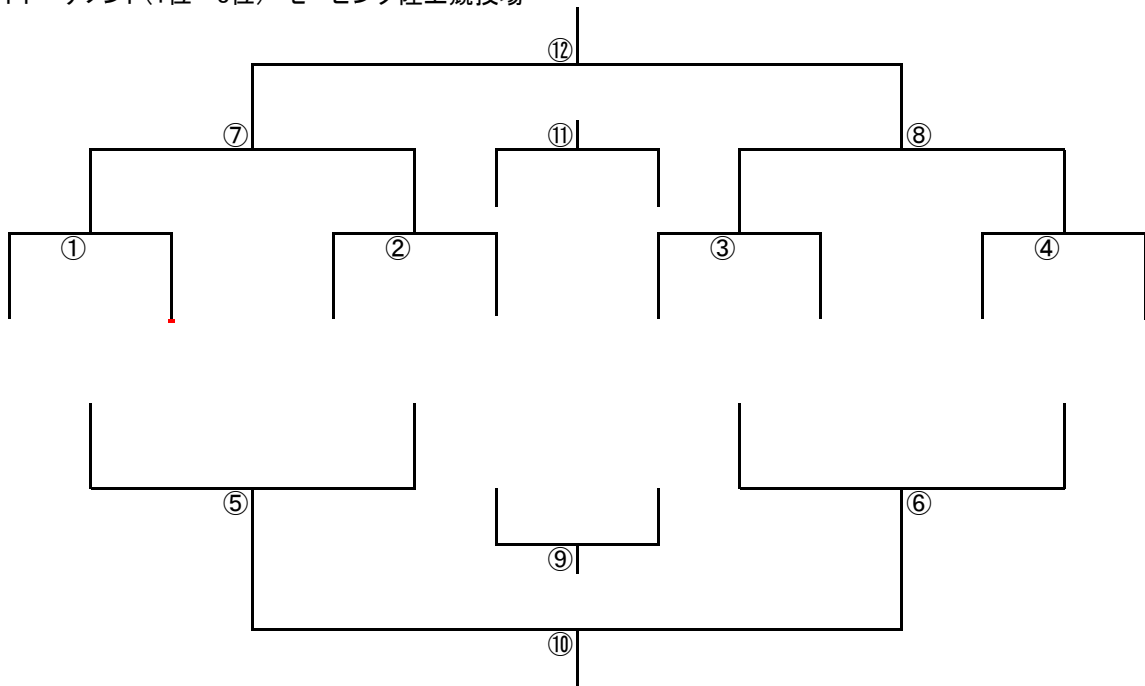 ⑫
⑦ ⑪ ⑧
① ② ③ ④
⑤ ⑥
⑨
⑩